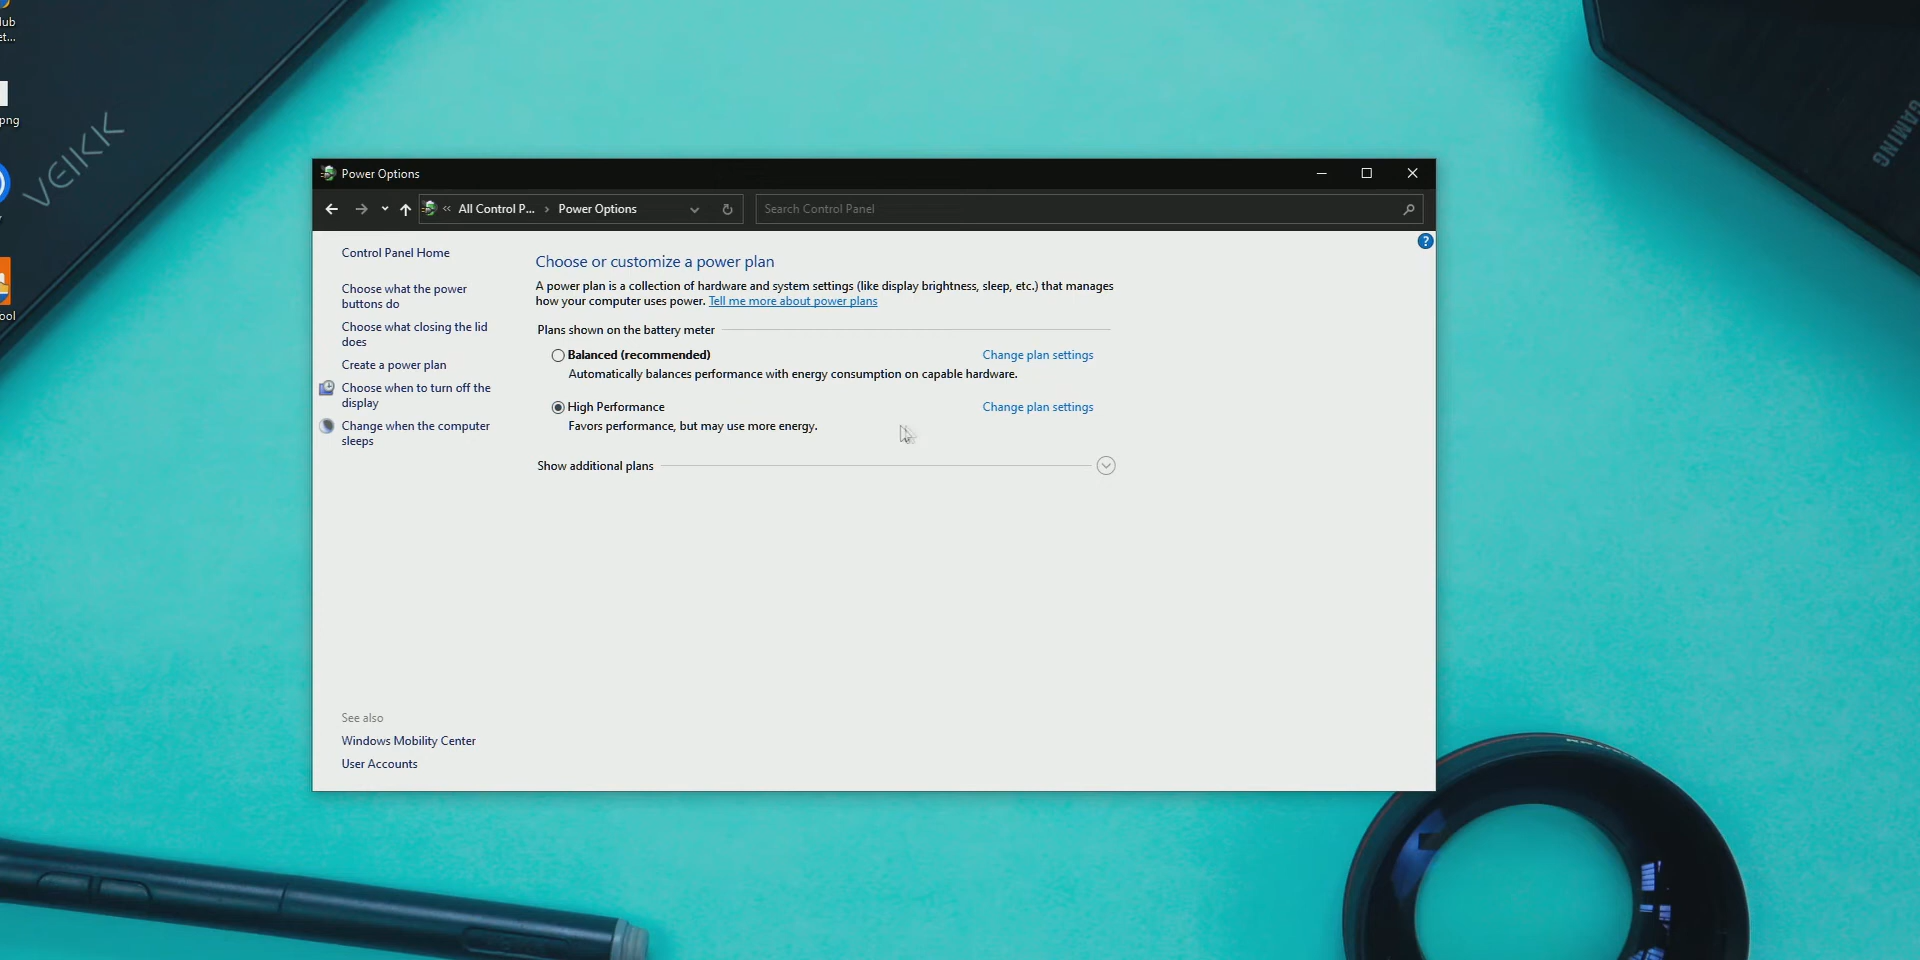 lub
et...
png
ool
VEIKK
GAMING
Power Options
« All Control P... › Power Options
Search Control Panel
?
Control Panel Home
Choose what the power
buttons do
Choose what closing the lid
does
Create a power plan
Choose when to turn off the
display
Change when the computer
sleeps
Choose or customize a power plan
A power plan is a collection of hardware and system settings (like display brightness, sleep, etc.) that manages
how your computer uses power. Tell me more about power plans
Plans shown on the battery meter
Balanced (recommended) Change plan settings
Automatically balances performance with energy consumption on capable hardware.
High Performance Change plan settings
Favors performance, but may use more energy.
Show additional plans
See also
Windows Mobility Center
User Accounts